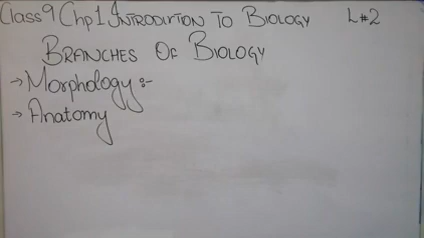 Class 9 Chp 1 INTRODUCTION TO BIOLOGY L#2
BRANCHES OF BIOLOGY
→ Morphology :-
→ Anatomy